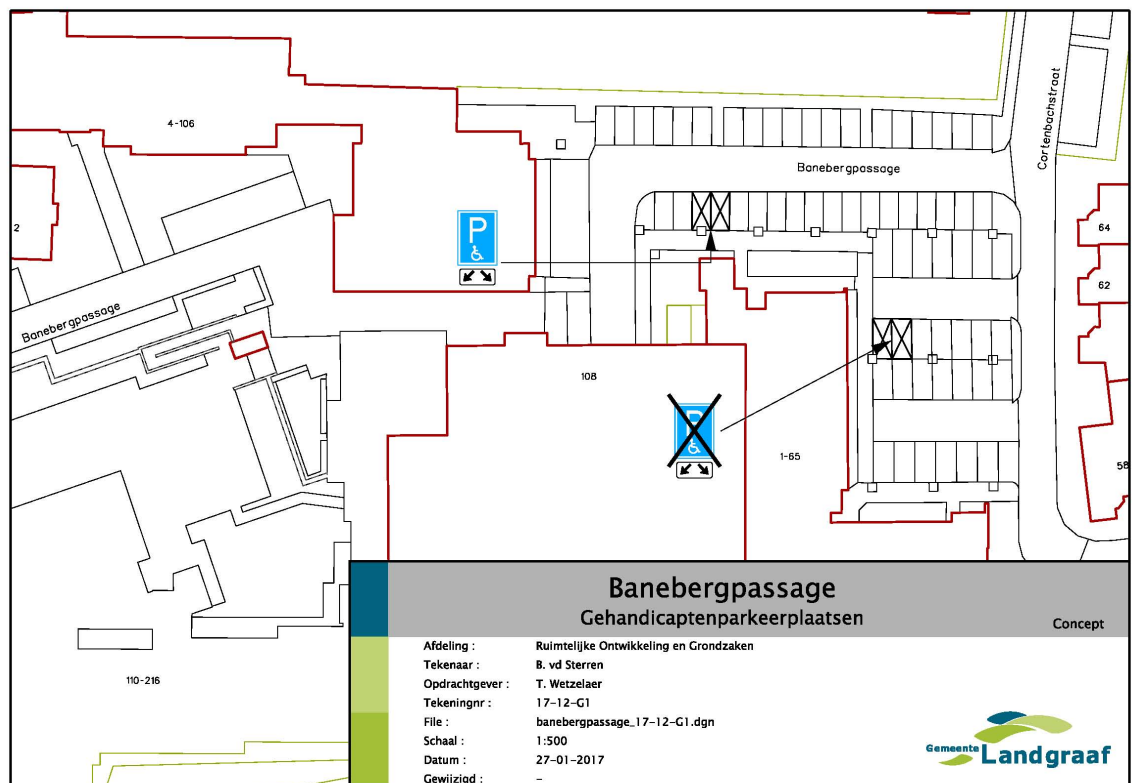 4-106
Banebergpassage
Cortenbachstraat
2
P
64
62
Banebergpassage
108
P
1-65
58
110-216
Banebergpassage
Gehandicaptenparkeerplaatsen
Concept
Afdeling : Ruimtelijke Ontwikkeling en Grondzaken
Tekenaar : B. vd Sterren
Opdrachtgever : T. Wetzelaer
Tekeningnr : 17-12-G1
File : banebergpassage_17-12-G1.dgn
Schaal : 1:500
Datum : 27-01-2017
Gewijzigd : -
Gemeente Landgraaf